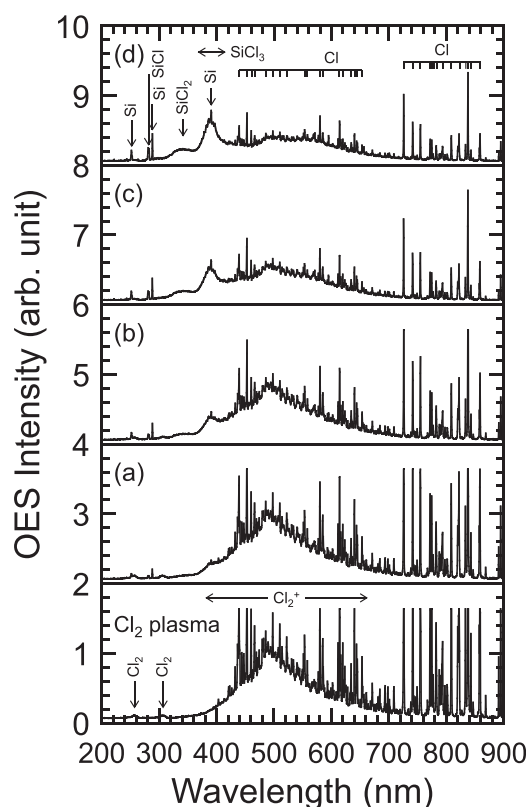 10
(d)
SiCl₃
Cl
Cl
Si
SiCl
Si
SiCl₂
Si
9
8
(c)
7
6
(b)
5
4
(a)
3
2
Cl₂⁺
Cl₂ plasma
Cl₂
Cl₂
1
0
200 300 400 500 600 700 800 900
Wavelength (nm)
OES Intensity (arb. unit)